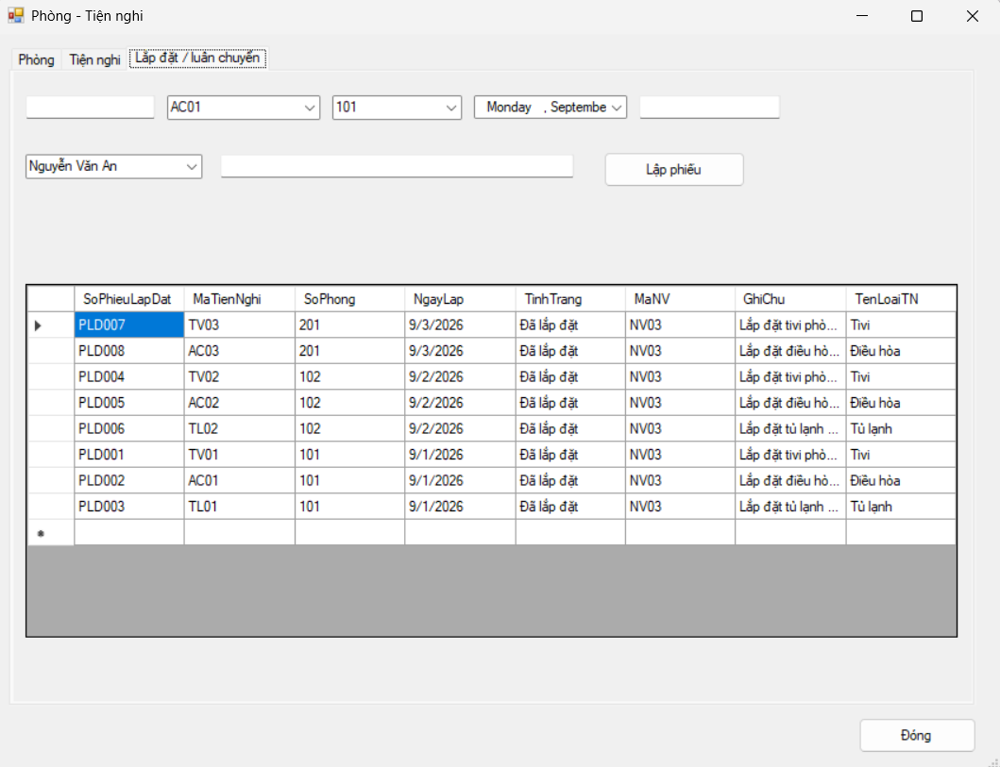 Phòng - Tiện nghi
Phòng Tiện nghi Lắp đặt / luân chuyển
AC01 101 Monday , Septembe
Nguyễn Văn An Lập phiếu
SoPhieuLapDat MaTienNghi SoPhong NgayLap TinhTrang MaNV GhiChu TenLoaiTN
PLD007 TV03 201 9/3/2026 Đã lắp đặt NV03 Lắp đặt tivi phò... Tivi
PLD008 AC03 201 9/3/2026 Đã lắp đặt NV03 Lắp đặt điều hò... Điều hòa
PLD004 TV02 102 9/2/2026 Đã lắp đặt NV03 Lắp đặt tivi phò... Tivi
PLD005 AC02 102 9/2/2026 Đã lắp đặt NV03 Lắp đặt điều hò... Điều hòa
PLD006 TL02 102 9/2/2026 Đã lắp đặt NV03 Lắp đặt tủ lạnh ... Tủ lạnh
PLD001 TV01 101 9/1/2026 Đã lắp đặt NV03 Lắp đặt tivi phò... Tivi
PLD002 AC01 101 9/1/2026 Đã lắp đặt NV03 Lắp đặt điều hò... Điều hòa
PLD003 TL01 101 9/1/2026 Đã lắp đặt NV03 Lắp đặt tủ lạnh ... Tủ lạnh
Đóng